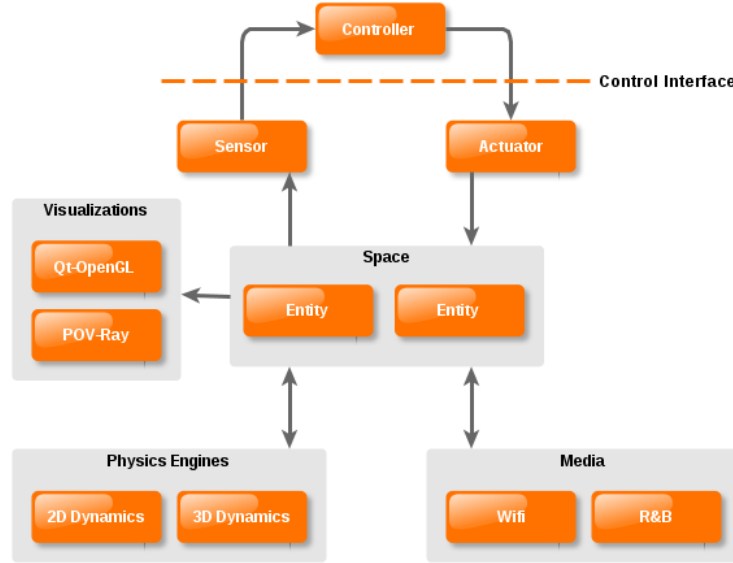 Controller
Control Interface
Sensor
Actuator
Visualizations
Qt-OpenGL
POV-Ray
Space
Entity
Entity
Physics Engines
2D Dynamics
3D Dynamics
Media
Wifi
R&B